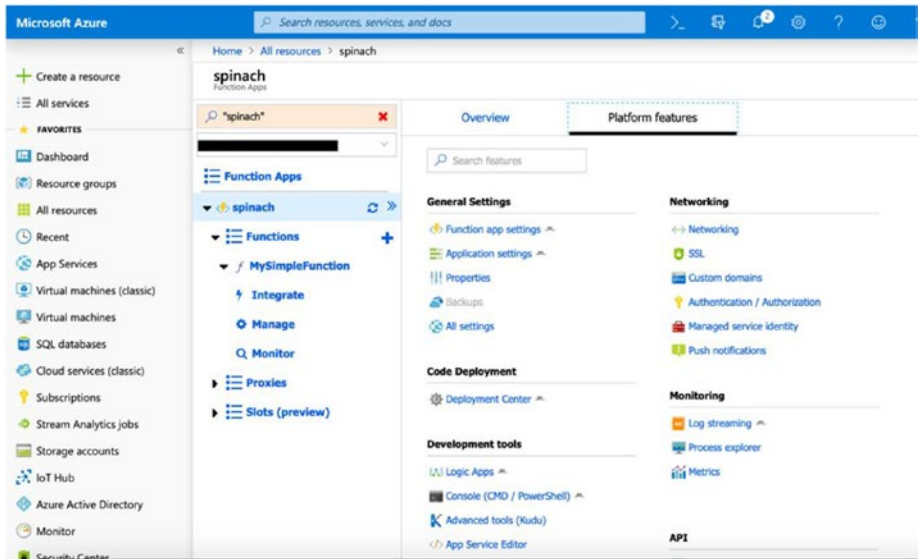 Microsoft Azure
Search resources, services, and docs
2
Home > All resources > spinach
Create a resource
All services
FAVORITES
Dashboard
Resource groups
All resources
Recent
App Services
Virtual machines (classic)
Virtual machines
SQL databases
Cloud services (classic)
Subscriptions
Stream Analytics jobs
Storage accounts
IoT Hub
Azure Active Directory
Monitor
Security Center
spinach
Function Apps
"spinach"
Function Apps
spinach
Functions
MySimpleFunction
Integrate
Manage
Monitor
Proxies
Slots (preview)
Overview
Platform features
Search features
General Settings
Function app settings
Application settings
Properties
Backups
All settings
Code Deployment
Deployment Center
Development tools
Logic Apps
Console (CMD / PowerShell)
Advanced tools (Kudu)
App Service Editor
Networking
Networking
SSL
Custom domains
Authentication / Authorization
Managed service identity
Push notifications
Monitoring
Log streaming
Process explorer
Metrics
API